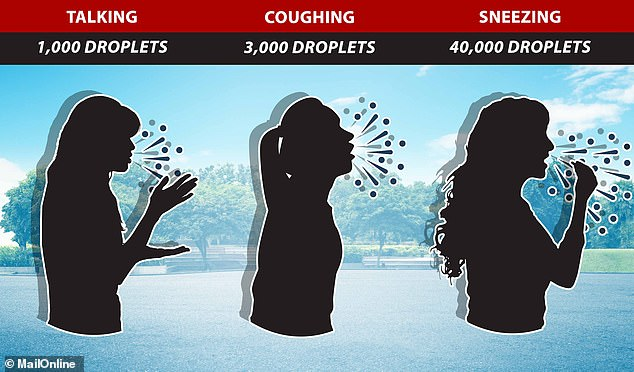 TALKING
COUGHING
SNEEZING
1,000 DROPLETS
3,000 DROPLETS
40,000 DROPLETS
© MailOnline